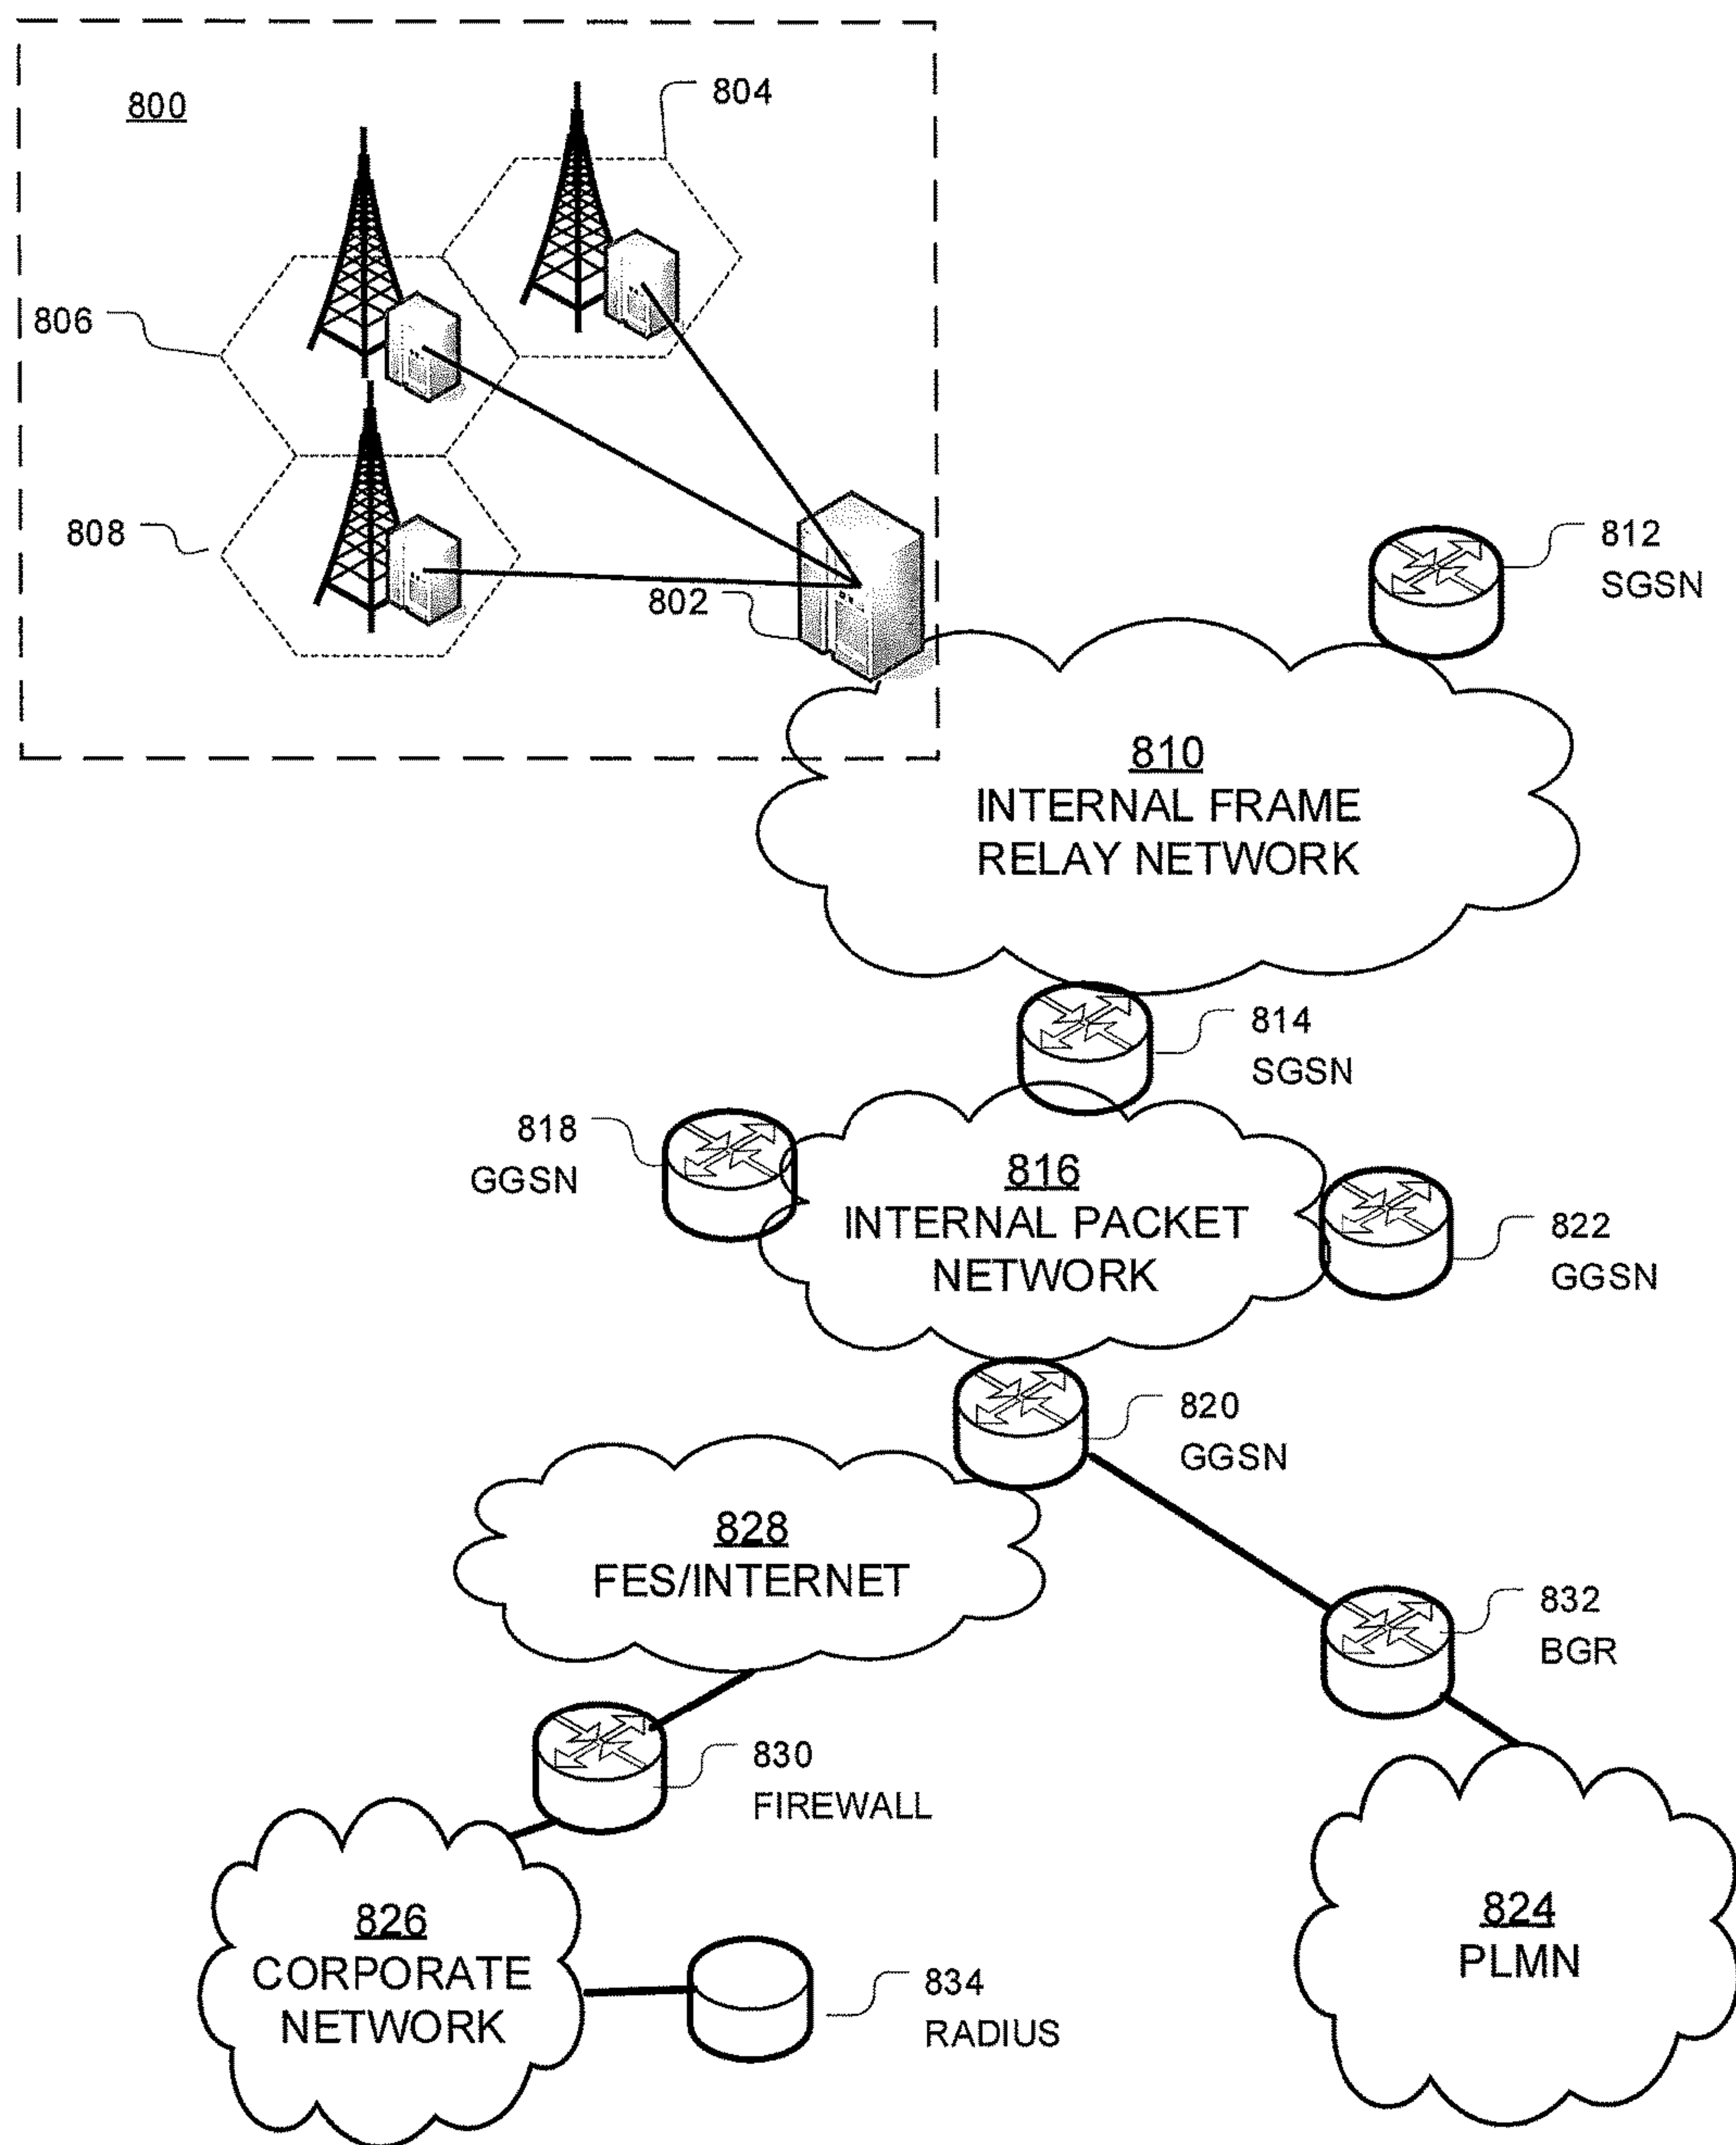 800
804
806
808
802
812
SGSN
810
INTERNAL FRAME
RELAY NETWORK
814
SGSN
818
GGSN
816
INTERNAL PACKET
NETWORK
822
GGSN
820
GGSN
828
FES/INTERNET
832
BGR
830
FIREWALL
826
CORPORATE
NETWORK
834
RADIUS
824
PLMN